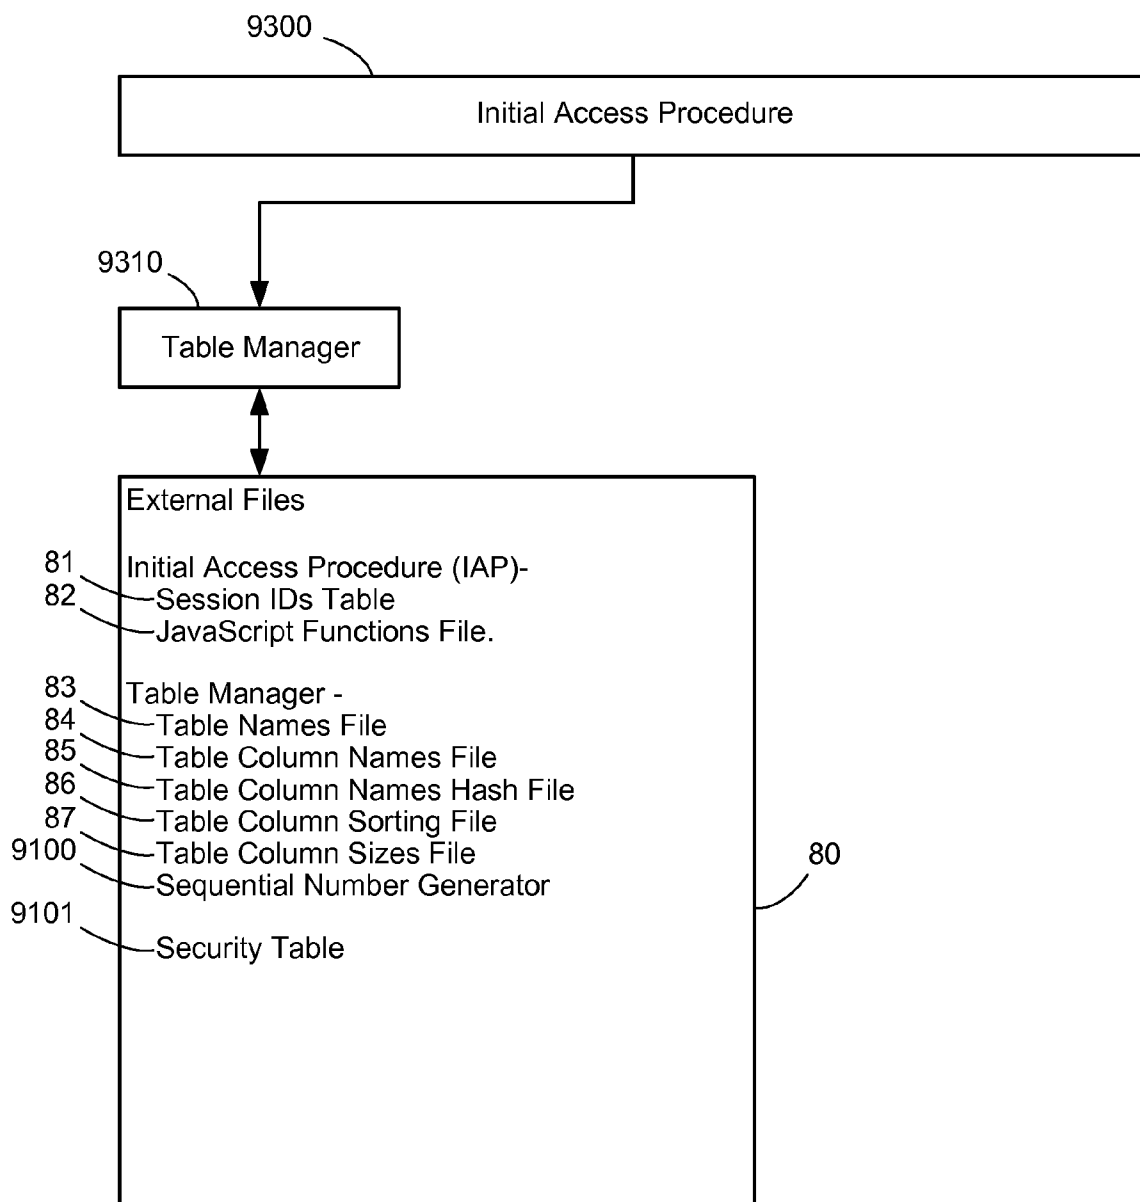 9300
Initial Access Procedure
9310
Table Manager
External Files
Initial Access Procedure (IAP)-
81
Session IDs Table
82
JavaScript Functions File.
Table Manager -
83
Table Names File
84
Table Column Names File
85
Table Column Names Hash File
86
Table Column Sorting File
87
Table Column Sizes File
9100
Sequential Number Generator
80
9101
Security Table